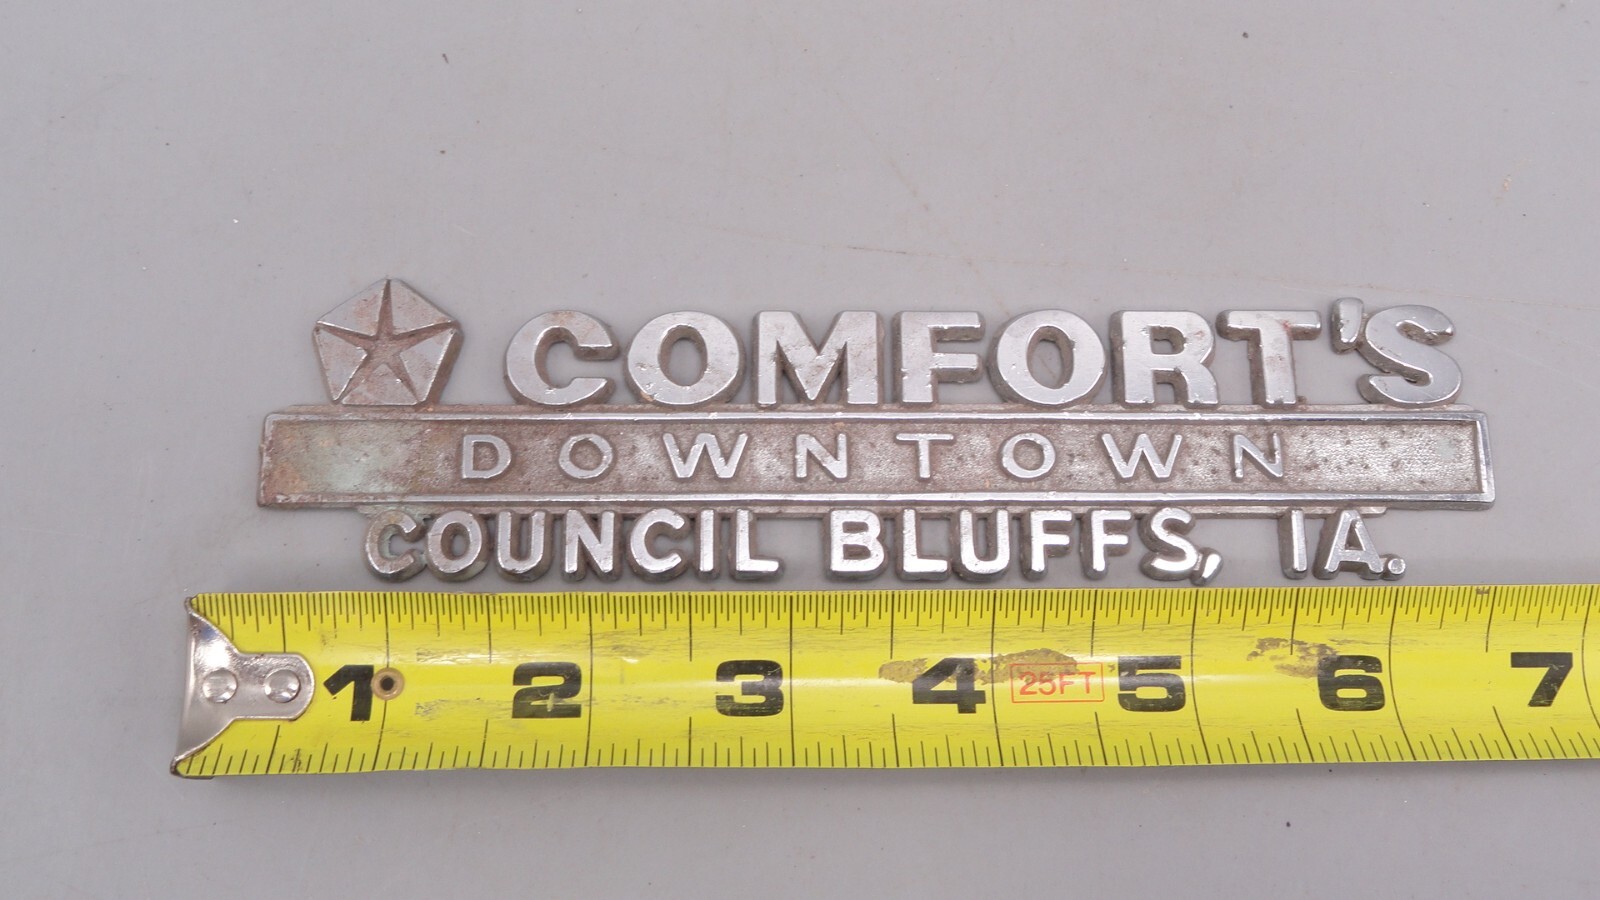 COMFORT'S
DOWNTOWN
COUNCIL BLUFFS, IA.
1 2 3 4 25FT 5 6 7